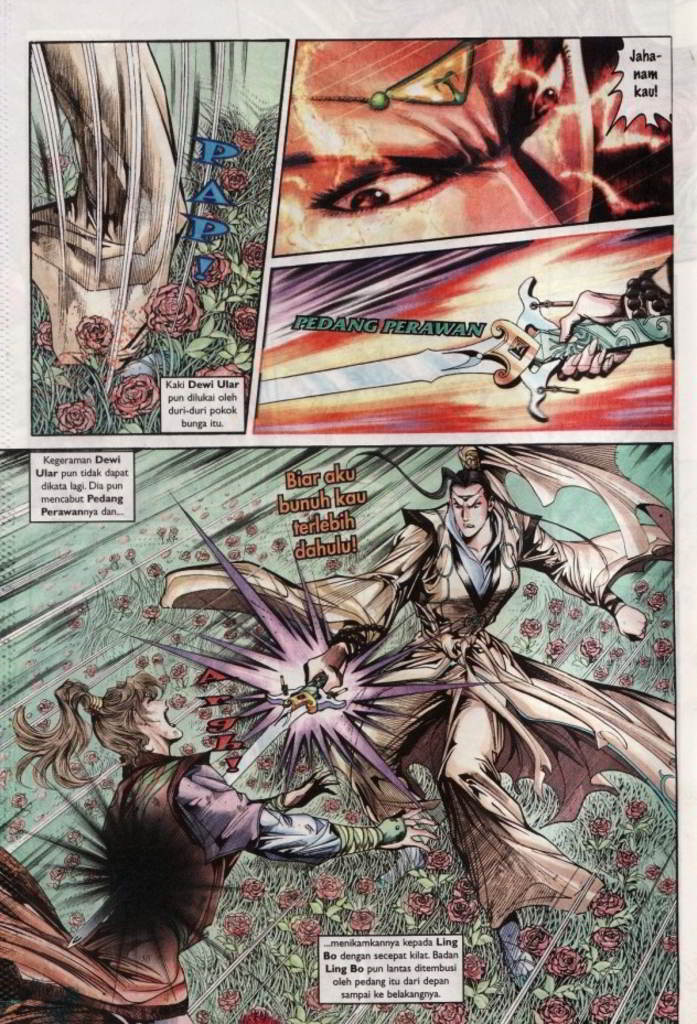 PAP!
Kaki Dewi Ular
pun dilukai oleh
duri-duri pokok
bunga itu.
Jaha-
nam
kau!
PEDANG PERAWAN
Kegeraman Dewi
Ular pun tidak dapat
dikata lagi. Dia pun
mencabut Pedang
Perawannya dan...
Biar aku
bunuh kau
terlebih
dahulu!
...menikamkannya kepada Ling
Bo dengan secepat kilat. Badan
Ling Bo pun lantas ditembusi
oleh pedang itu dari depan
sampai ke belakangnya.